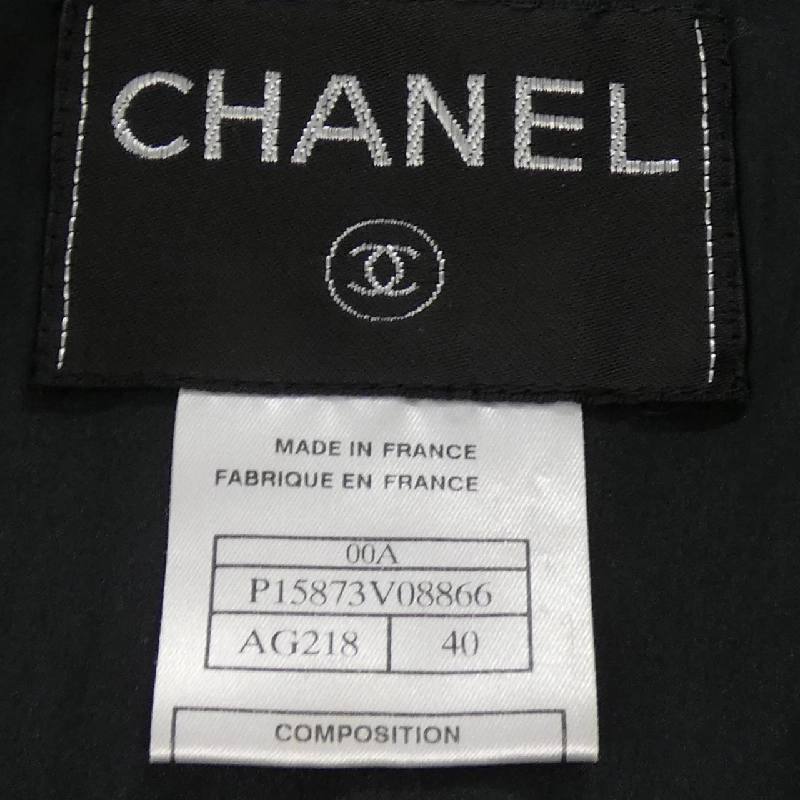 CHANEL
MADE IN FRANCE
FABRIQUE EN FRANCE
00A
P15873V08866
AG218 40
COMPOSITION